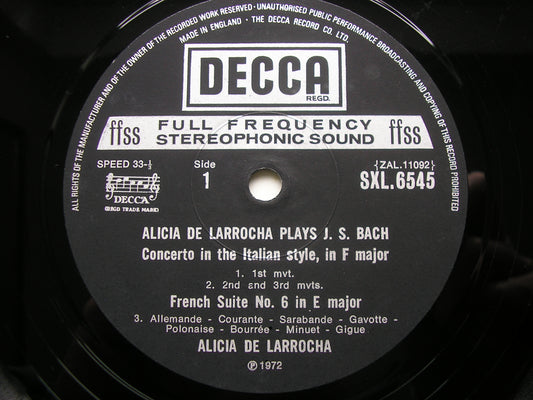 ALL RIGHTS OF THE MANUFACTURER AND OF THE OWNER OF THE RECORDED WORK RESERVED · UNAUTHORISED PUBLIC PERFORMANCE BROADCASTING AND COPYING OF THIS RECORD PROHIBITED
MADE IN ENGLAND · THE DECCA RECORD CO. LTD.
DECCA
REGD.
ffss FULL FREQUENCY ffss
STEREOPHONIC SOUND
SPEED 33-⅓ Side {ZAL.11092}
1 SXL.6545
DECCA
(REGD TRADE MARK)
ALICIA DE LARROCHA PLAYS J. S. BACH
Concerto in the Italian style, in F major
1. 1st mvt.
2. 2nd and 3rd mvts.
French Suite No. 6 in E major
3. Allemande - Courante - Sarabande - Gavotte -
Polonaise - Bourrée - Minuet - Gigue
ALICIA DE LARROCHA
℗ 1972